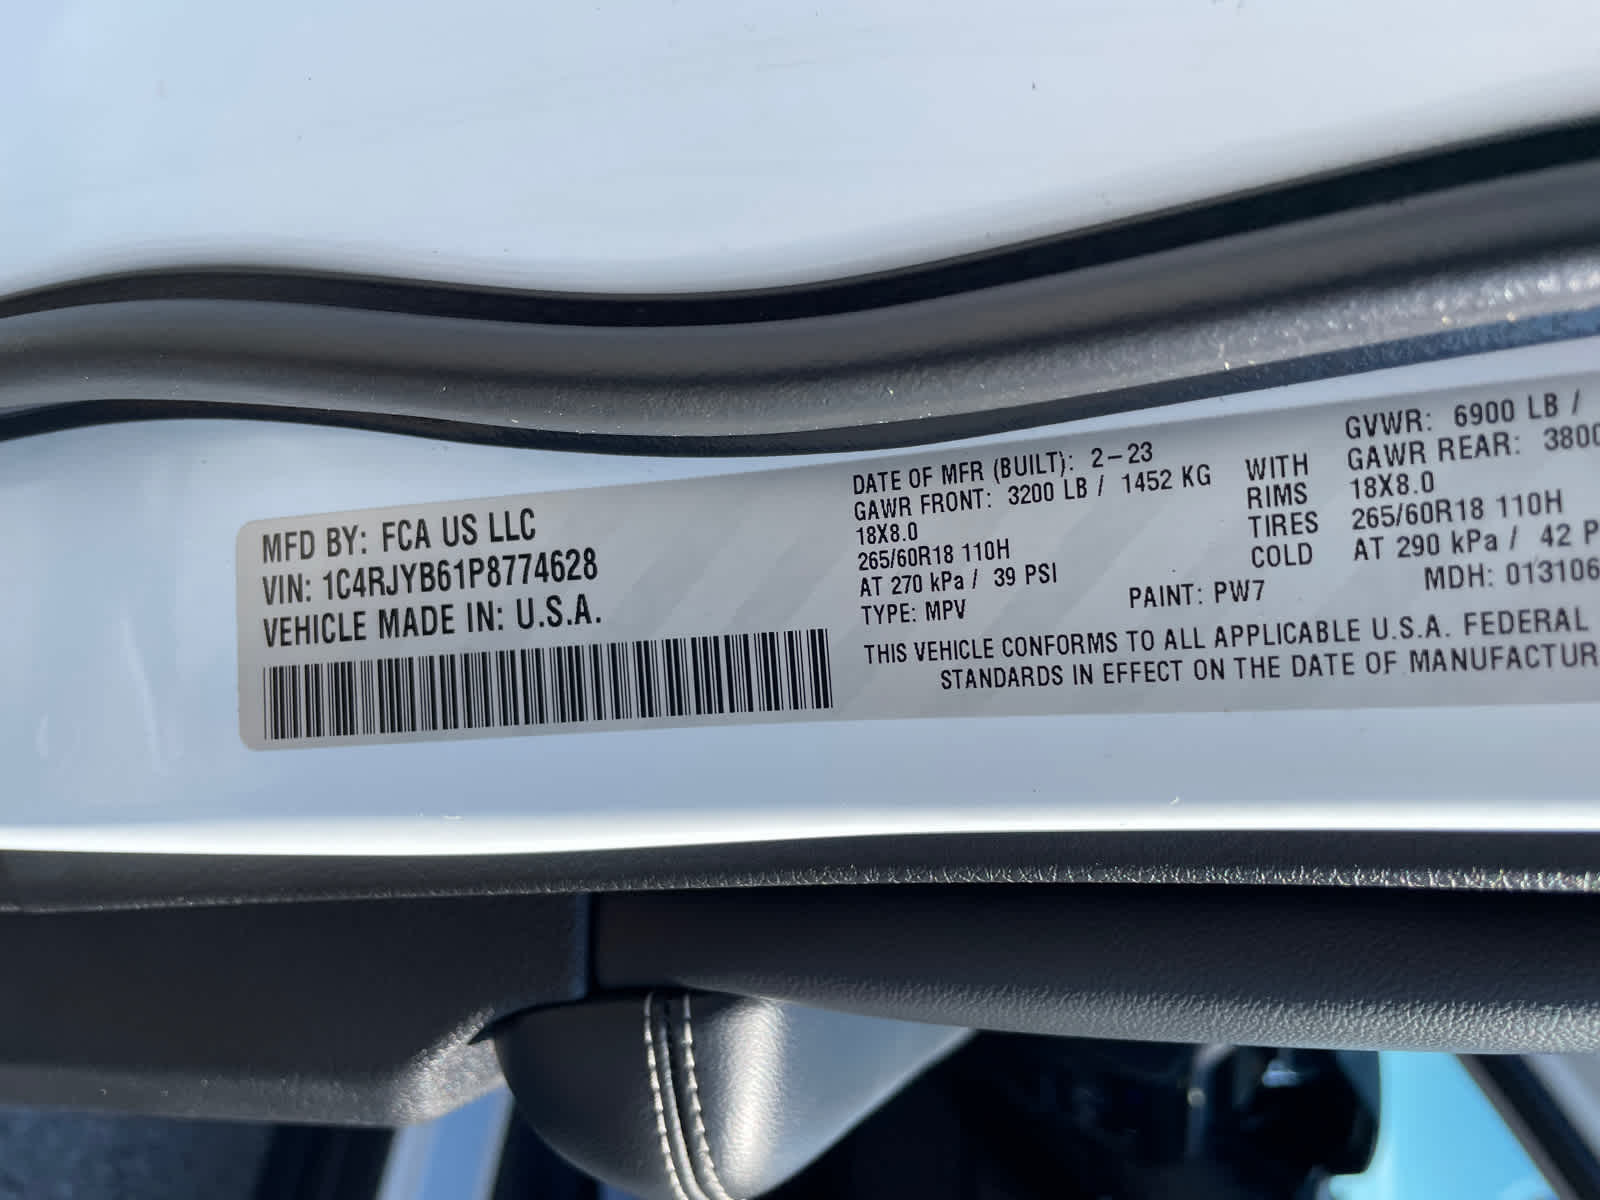 MFD BY: FCA US LLC
VIN: 1C4RJYB61P8774628
VEHICLE MADE IN: U.S.A.
DATE OF MFR (BUILT): 2-23
GAWR FRONT: 3200 LB / 1452 KG
18X8.0
265/60R18 110H
AT 270 kPa / 39 PSI
TYPE: MPV
PAINT: PW7
WITH
RIMS
TIRES
COLD
GVWR: 6900 LB /
GAWR REAR: 3800
18X8.0
265/60R18 110H
AT 290 kPa / 42 P
MDH: 013106
THIS VEHICLE CONFORMS TO ALL APPLICABLE U.S.A. FEDERAL
STANDARDS IN EFFECT ON THE DATE OF MANUFACTUR